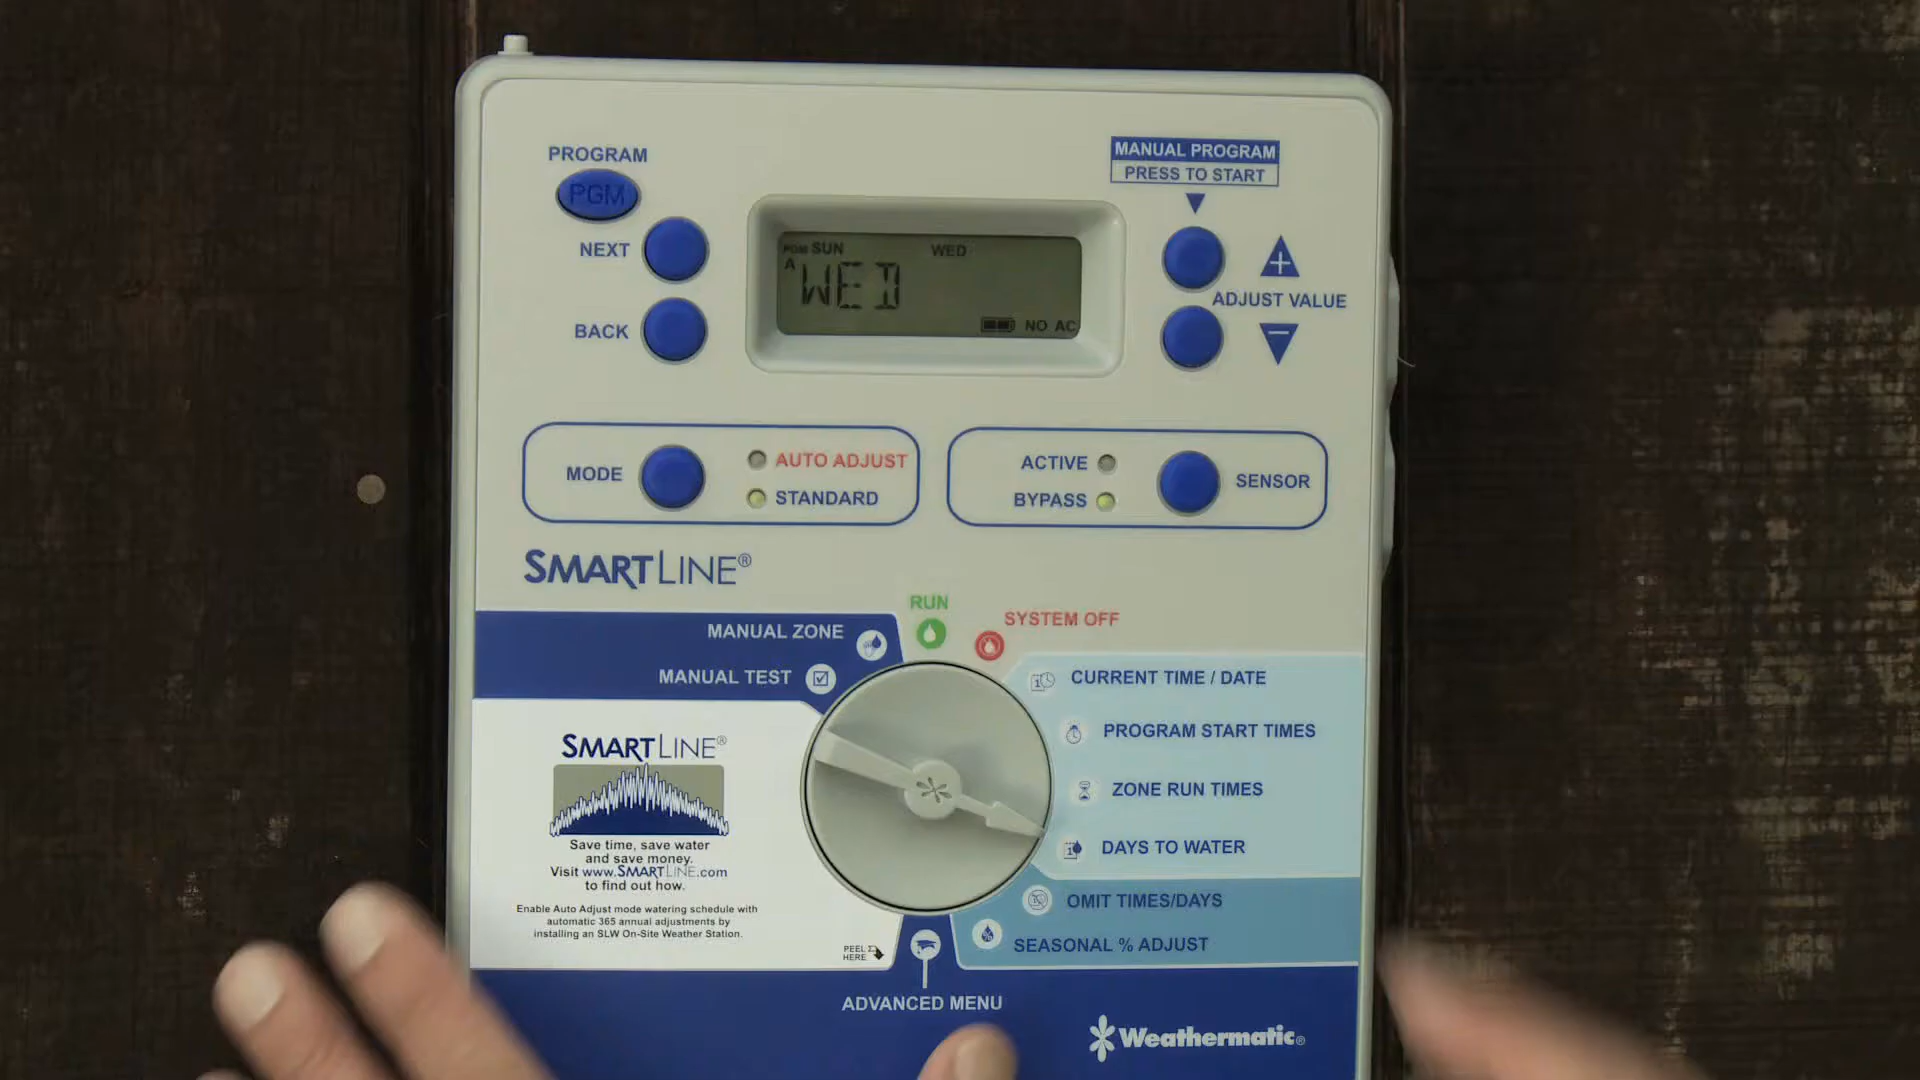 PROGRAM
PGM
NEXT
BACK
PGM SUN WED
A WED
NO AC
MANUAL PROGRAM
PRESS TO START
+
ADJUST VALUE
−
MODE
AUTO ADJUST
STANDARD
ACTIVE
BYPASS
SENSOR
SMARTLINE®
RUN
SYSTEM OFF
MANUAL ZONE
MANUAL TEST
CURRENT TIME / DATE
PROGRAM START TIMES
ZONE RUN TIMES
DAYS TO WATER
OMIT TIMES/DAYS
SEASONAL % ADJUST
SMARTLINE®
Save time, save water
and save money.
Visit www.SMARTLINE.com
to find out how.
Enable Auto Adjust mode watering schedule with
automatic 365 annual adjustments by
installing an SLW On-Site Weather Station.
PEEL
HERE
ADVANCED MENU
Weathermatic®